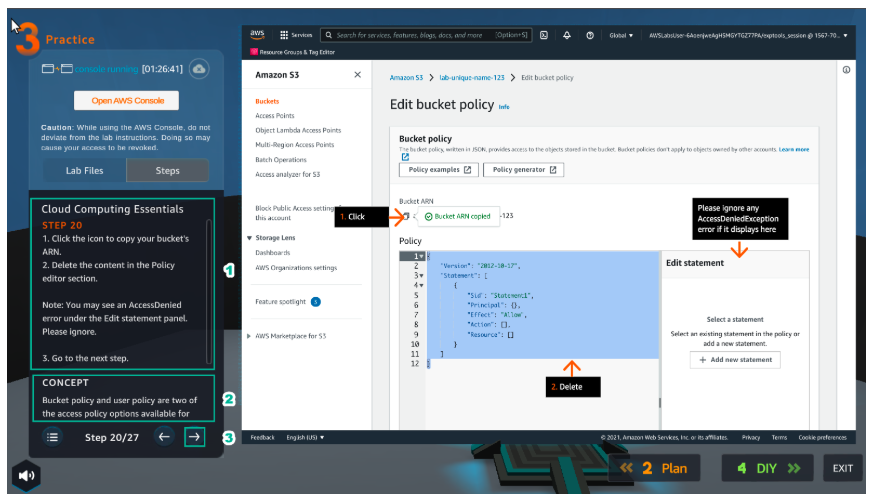 3 Practice
console running [01:26:41]
Open AWS Console
Caution: While using the AWS Console, do not
deviate from the lab instructions. Doing so may
cause your access to be revoked.
Lab Files
Steps
Cloud Computing Essentials
STEP 20
1. Click the icon to copy your bucket's
ARN.
2. Delete the content in the Policy
editor section.
Note: You may see an AccessDenied
error under the Edit statement panel.
Please ignore.
3. Go to the next step.
1
CONCEPT
Bucket policy and user policy are two of
the access policy options available for
2
Step 20/27
3
aws
Services
Search for services, features, blogs, docs, and more [Option+S]
Global
Resource Groups & Tag Editor
Amazon S3
Buckets
Access Points
Object Lambda Access Points
Multi-Region Access Points
Batch Operations
Access analyzer for S3
Block Public Access settings
this account
Storage Lens
Dashboards
AWS Organizations settings
Feature spotlight 3
AWS Marketplace for S3
Amazon S3 > lab-unique-name-123 > Edit bucket policy
Edit bucket policy Info
Bucket policy
The bucket policy, written in JSON, provides access to the objects stored in the bucket. Bucket policies don't apply to objects owned by other accounts. Learn more
Policy examples
Policy generator
Bucket ARN
1. Click
Bucket ARN copied
-123
Please ignore any
AccessDeniedException
error if it displays here
Policy
1 {
2 "Version": "2012-10-17",
3 "Statement": [
4 {
5 "Sid": "Statement1",
6 "Principal": {},
7 "Effect": "Allow",
8 "Action": [],
9 "Resource": []
10 }
11 ]
12 }
2. Delete
Edit statement
Select a statement
Select an existing statement in the policy or
add a new statement.
+ Add new statement
Feedback English (US)
© 2021, Amazon Web Services, Inc. or its affiliates. Privacy Terms Cookie preferences
2 Plan
4 DIY
EXIT